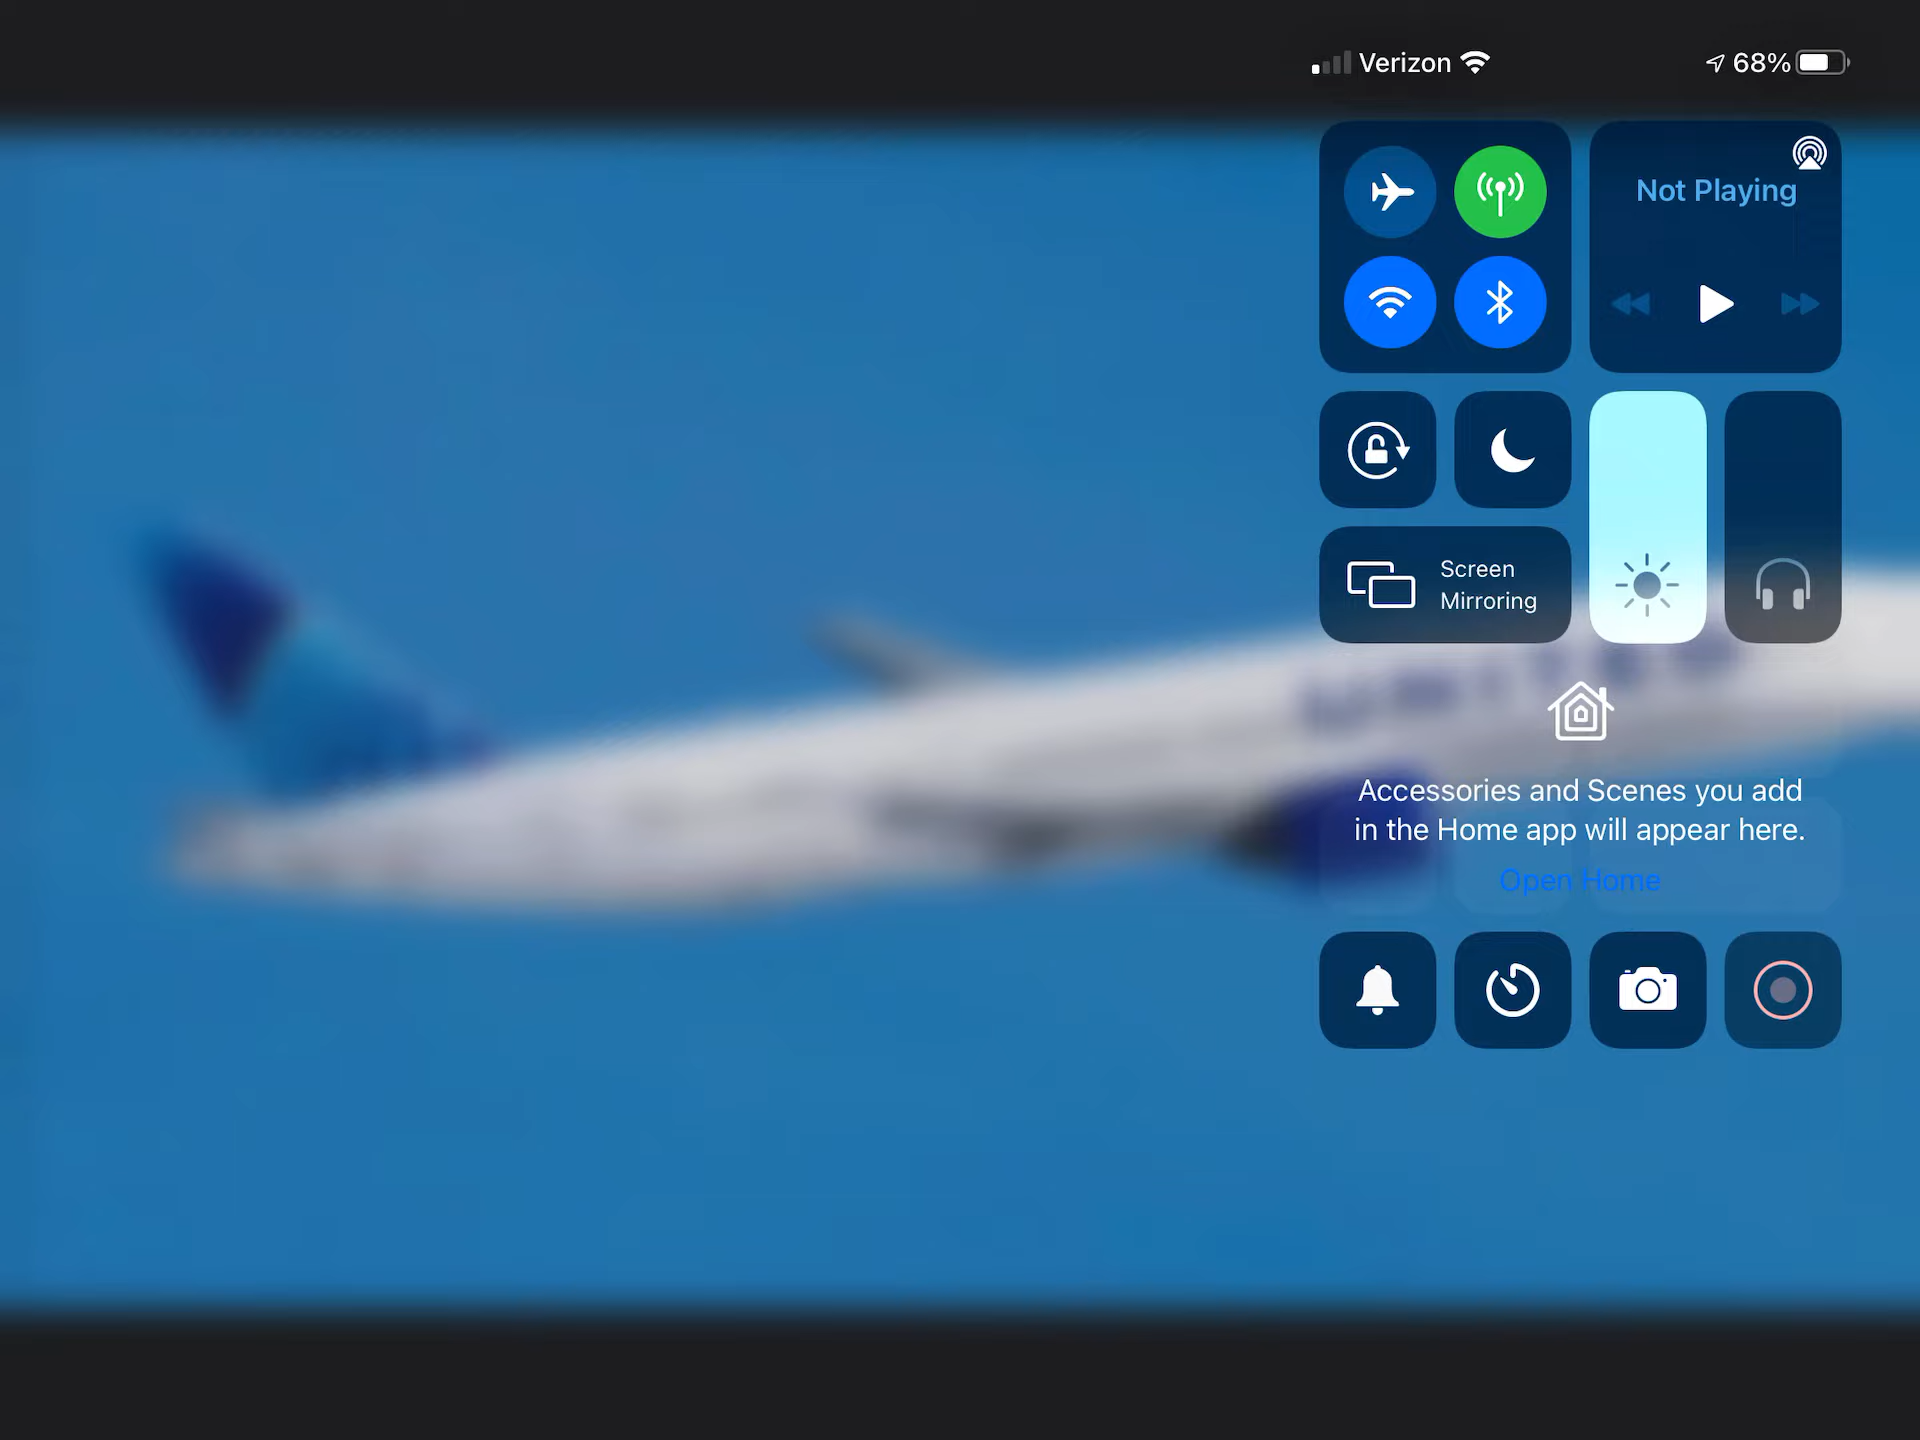 Verizon
68%
Not Playing
Screen
Mirroring
Accessories and Scenes you add
in the Home app will appear here.
Open Home